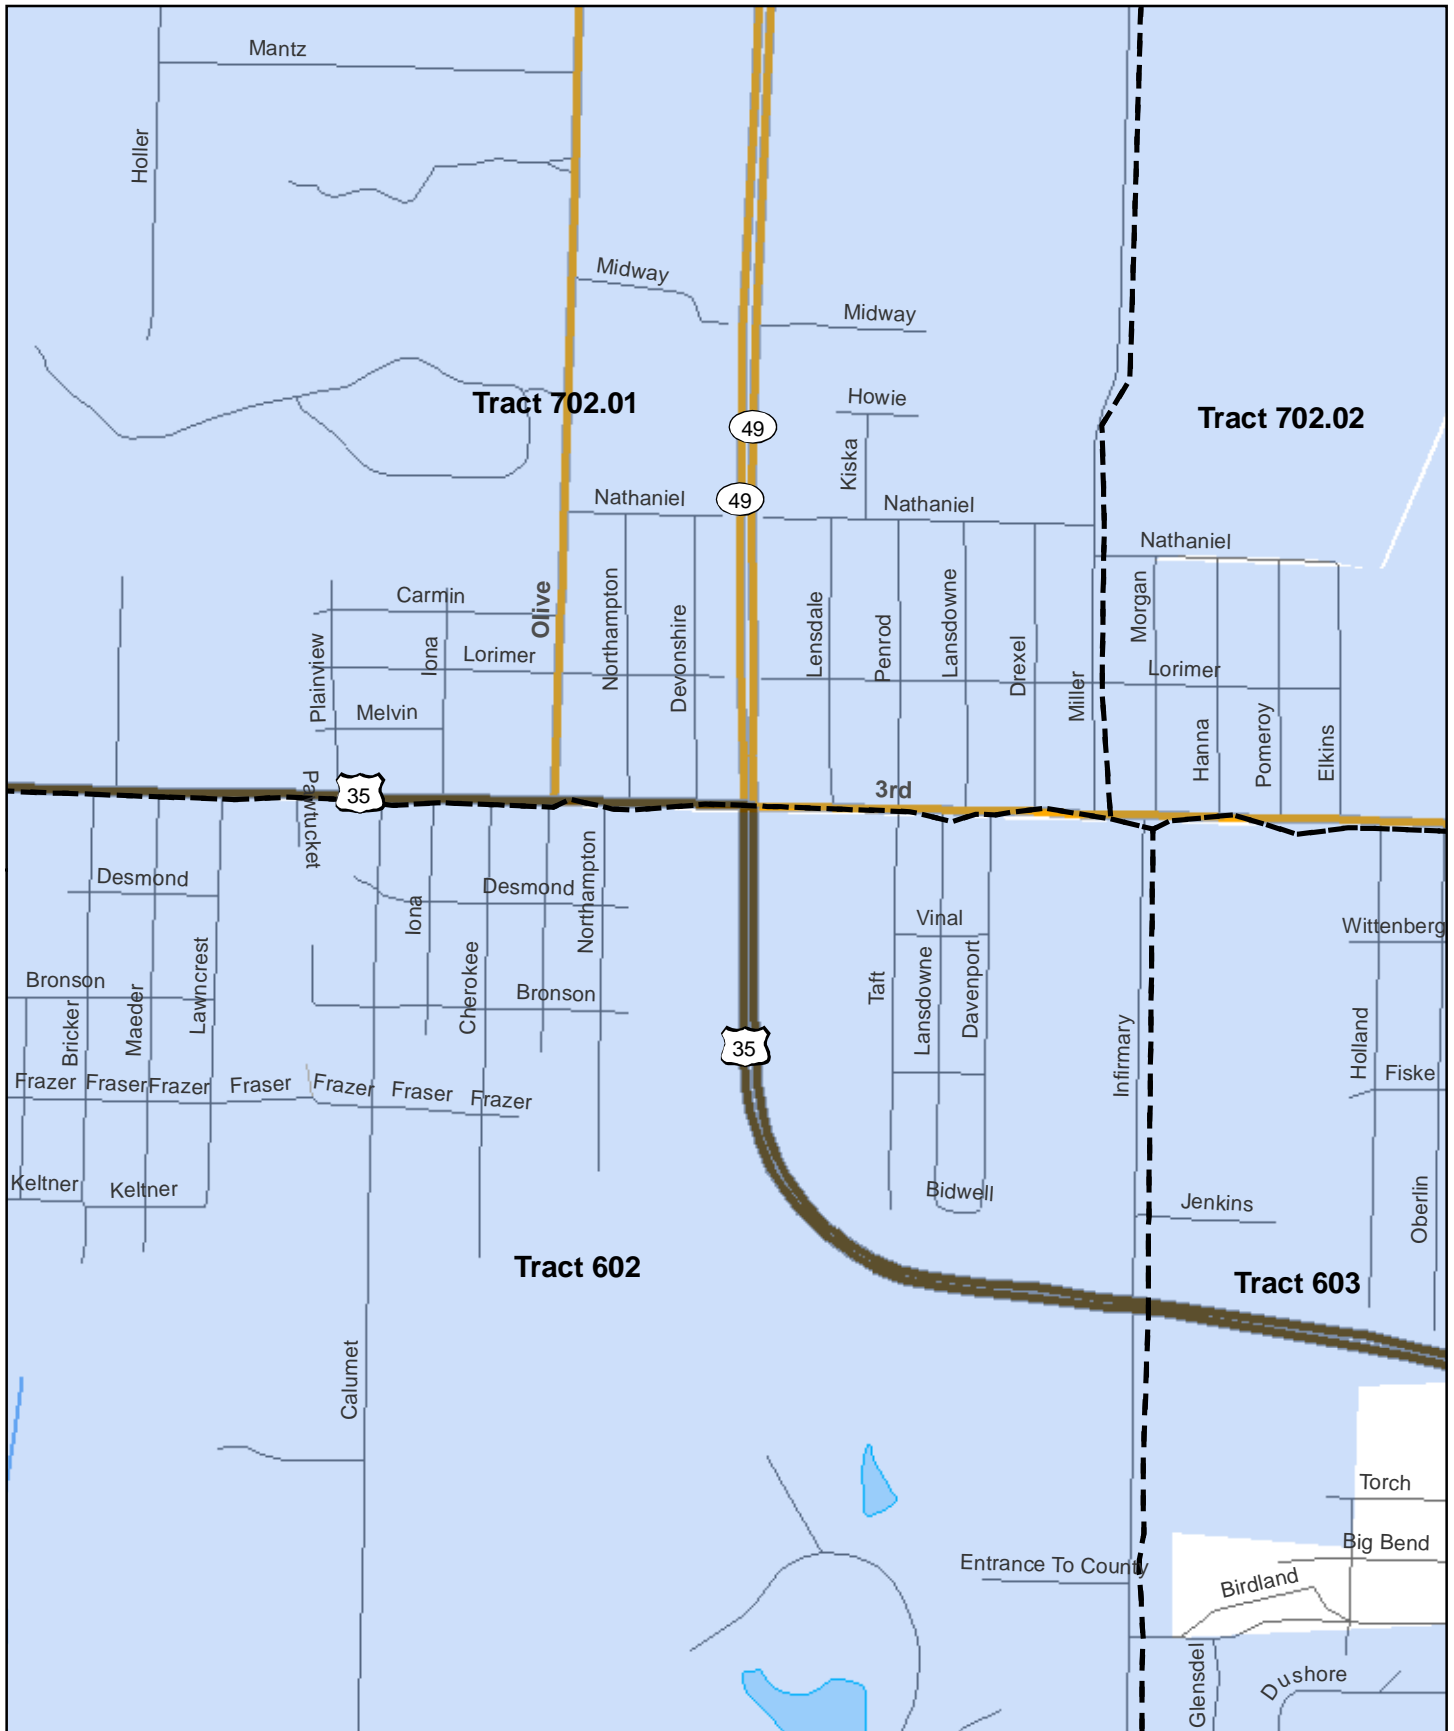 Mantz
Holler
Midway
Midway
Tract 702.01
Howie
Tract 702.02
49
Kiska
49
Nathaniel
Nathaniel
Nathaniel
Carmin
Olive
Northampton
Devonshire
Lensdale
Penrod
Lansdowne
Drexel
Miller
Morgan
Plainview
Iona
Lorimer
Lorimer
Melvin
Hanna
Pomeroy
Elkins
Pawtucket
35
3rd
Desmond
Desmond
Iona
Northampton
Vinal
Wittenberg
Bronson
Bricker
Maeder
Lawncrest
Cherokee
Bronson
Taft
Lansdowne
Davenport
35
Infirmary
Holland
Frazer
Fraser
Frazer
Fraser
Frazer
Fraser
Frazer
Fiske
Keltner
Keltner
Bidwell
Jenkins
Oberlin
Tract 602
Tract 603
Calumet
Torch
Big Bend
Entrance To County
Birdland
Glensdel
Dushore